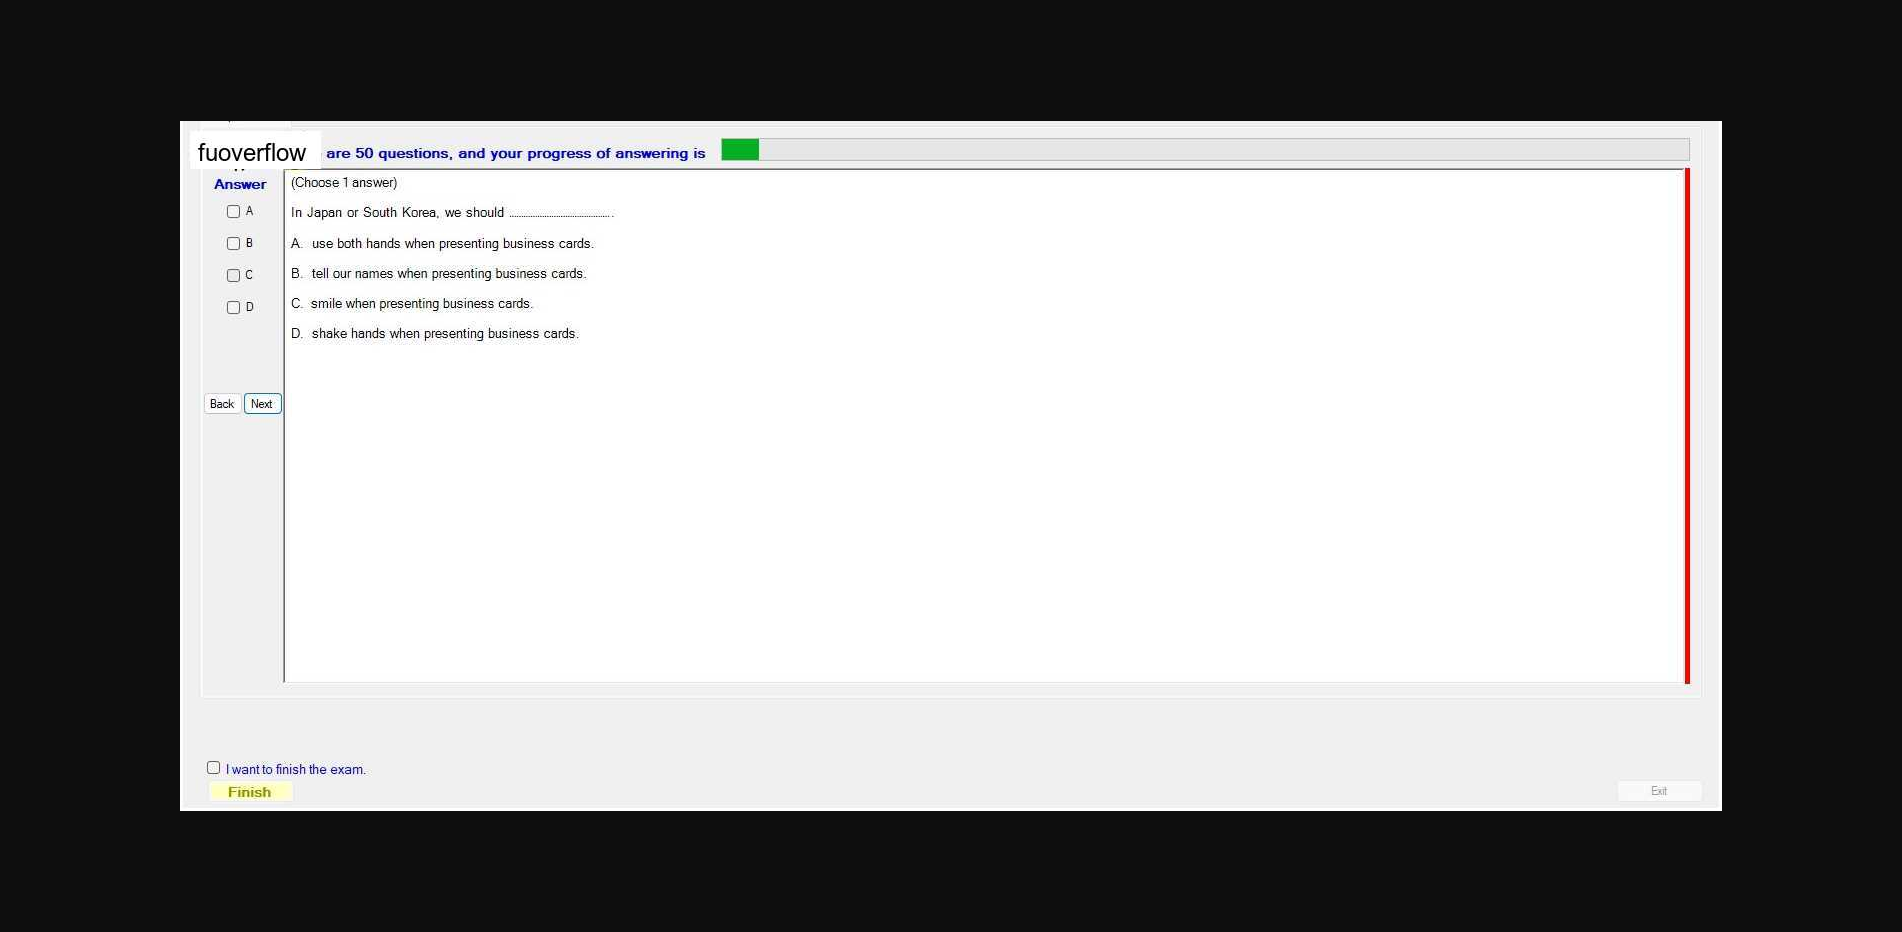 fuoverflow are 50 questions, and your progress of answering is
Answer
(Choose 1 answer)
A
In Japan or South Korea, we should ..........................................
B
A. use both hands when presenting business cards.
C
B. tell our names when presenting business cards.
D
C. smile when presenting business cards.
D. shake hands when presenting business cards.
Back Next
I want to finish the exam.
Finish
Exit